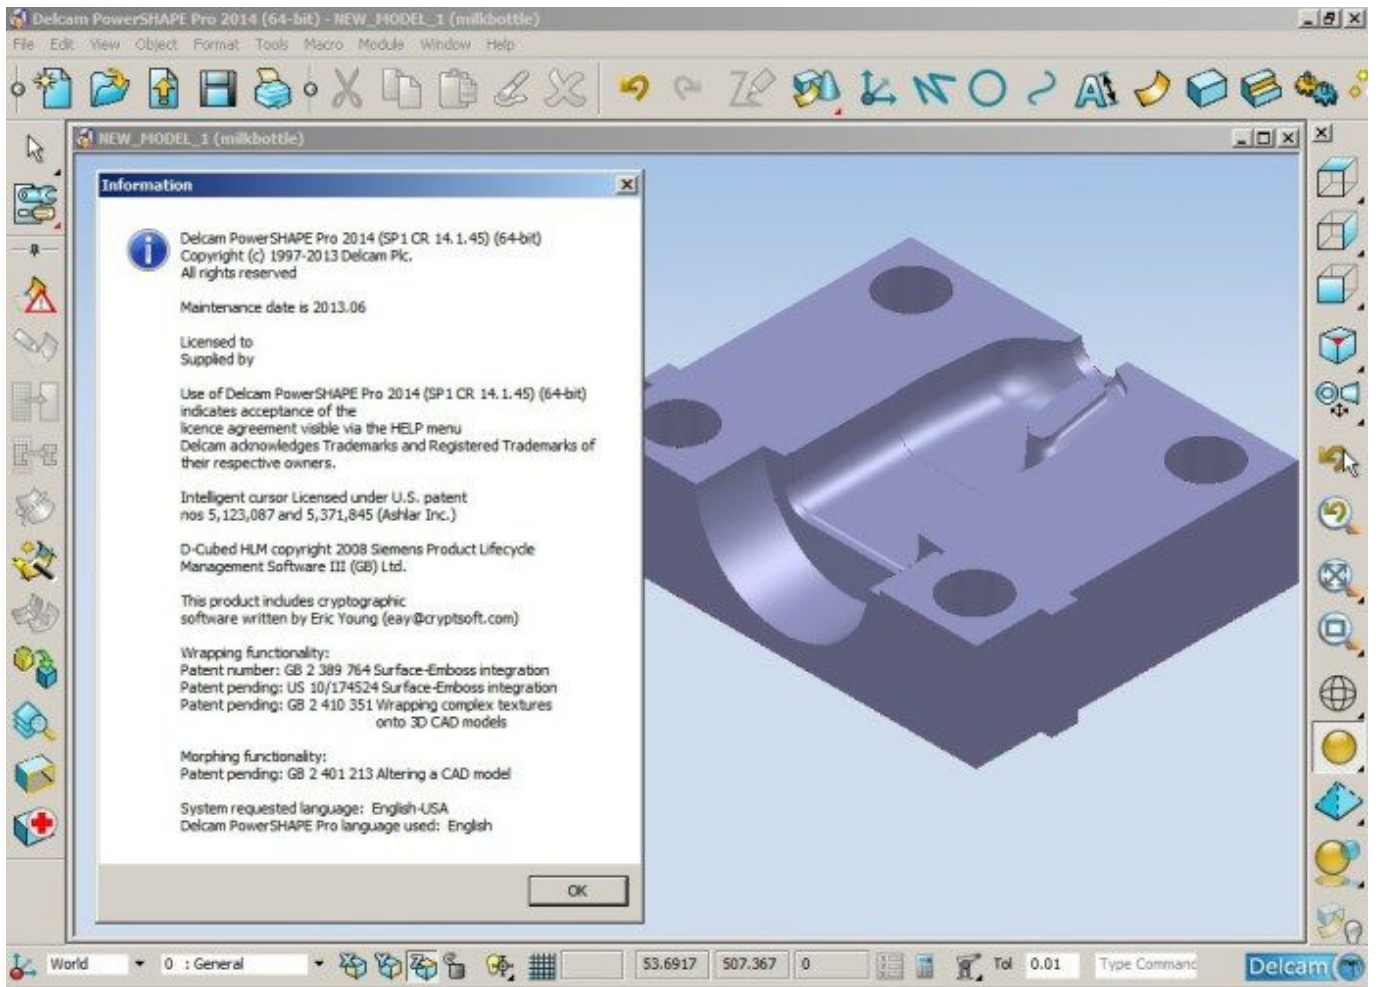 Delcam PowerSHAPE Pro 2014 (64-bit) - NEW_MODEL_1 (milkbottle)
File Edit View Object Format Tools Macro Module Window Help
NEW_MODEL_1 (milkbottle)
Information
Delcam PowerSHAPE Pro 2014 (SP1 CR 14.1.45) (64-bit)
Copyright (c) 1997-2013 Delcam Plc.
All rights reserved
Maintenance date is 2013.06
Licensed to
Supplied by
Use of Delcam PowerSHAPE Pro 2014 (SP1 CR 14.1.45) (64-bit)
indicates acceptance of the
licence agreement visible via the HELP menu
Delcam acknowledges Trademarks and Registered Trademarks of
their respective owners.
Intelligent cursor Licensed under U.S. patent
nos 5,123,087 and 5,371,845 (Ashlar Inc.)
D-Cubed HLM copyright 2008 Siemens Product Lifecycle
Management Software III (GB) Ltd.
This product includes cryptographic
software written by Eric Young (eay@cryptsoft.com)
Wrapping functionality:
Patent number: GB 2 389 764 Surface-Emboss integration
Patent pending: US 10/174524 Surface-Emboss integration
Patent pending: GB 2 410 351 Wrapping complex textures
onto 3D CAD models
Morphing functionality:
Patent pending: GB 2 401 213 Altering a CAD model
System requested language: English-USA
Delcam PowerSHAPE Pro language used: English
OK
World 0 : General 53.6917 507.367 0 Tol 0.01 Type Command Delcam